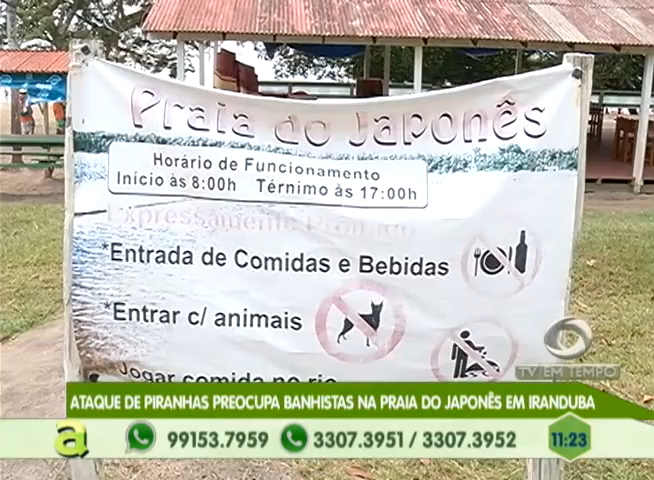 Praia do Japonês
Horário de Funcionamento
Início às 8:00h Térnimo às 17:00h
Expressamente Proibido
*Entrada de Comidas e Bebidas
*Entrar c/ animais
Jogar comida no rio
TV EM TEMPO
ATAQUE DE PIRANHAS PREOCUPA BANHISTAS NA PRAIA DO JAPONÊS EM IRANDUBA
a 99153.7959 3307.3951 / 3307.3952 11:23